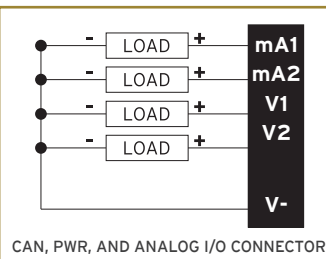 - LOAD + mA1
- LOAD + mA2
- LOAD + V1
- LOAD + V2
V-
CAN, PWR, AND ANALOG I/O CONNECTOR